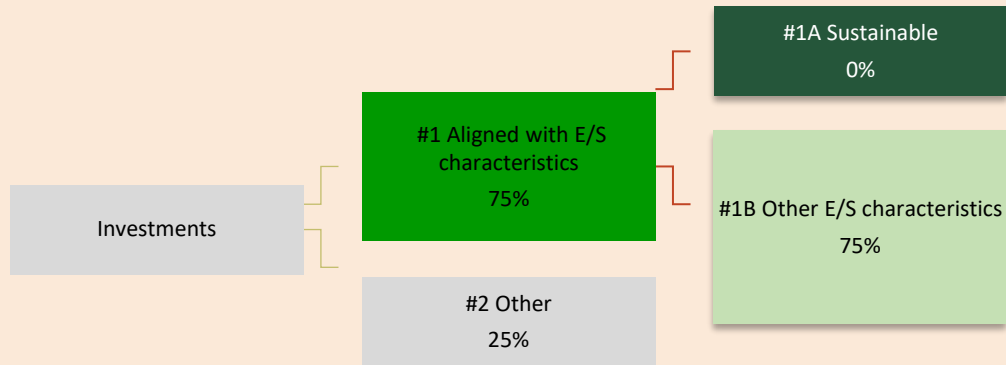 Investments
#1 Aligned with E/S
characteristics
75%
#2 Other
25%
#1A Sustainable
0%
#1B Other E/S characteristics
75%